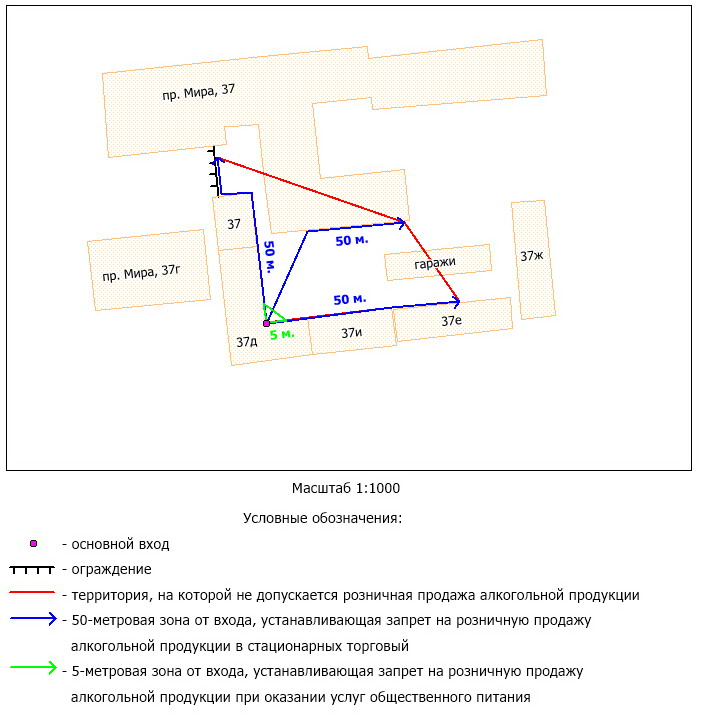 пр. Мира, 37
37
50 м.
50 м.
пр. Мира, 37г
гаражи
37ж
50 м.
5 м.
37д
37и
37е
Масштаб 1:1000
Условные обозначения:
- основной вход
- ограждение
- территория, на которой не допускается розничная продажа алкогольной продукции
- 50-метровая зона от входа, устанавливающая запрет на розничную продажу
алкогольной продукции в стационарных торговый
- 5-метровая зона от входа, устанавливающая запрет на розничную продажу
алкогольной продукции при оказании услуг общественного питания